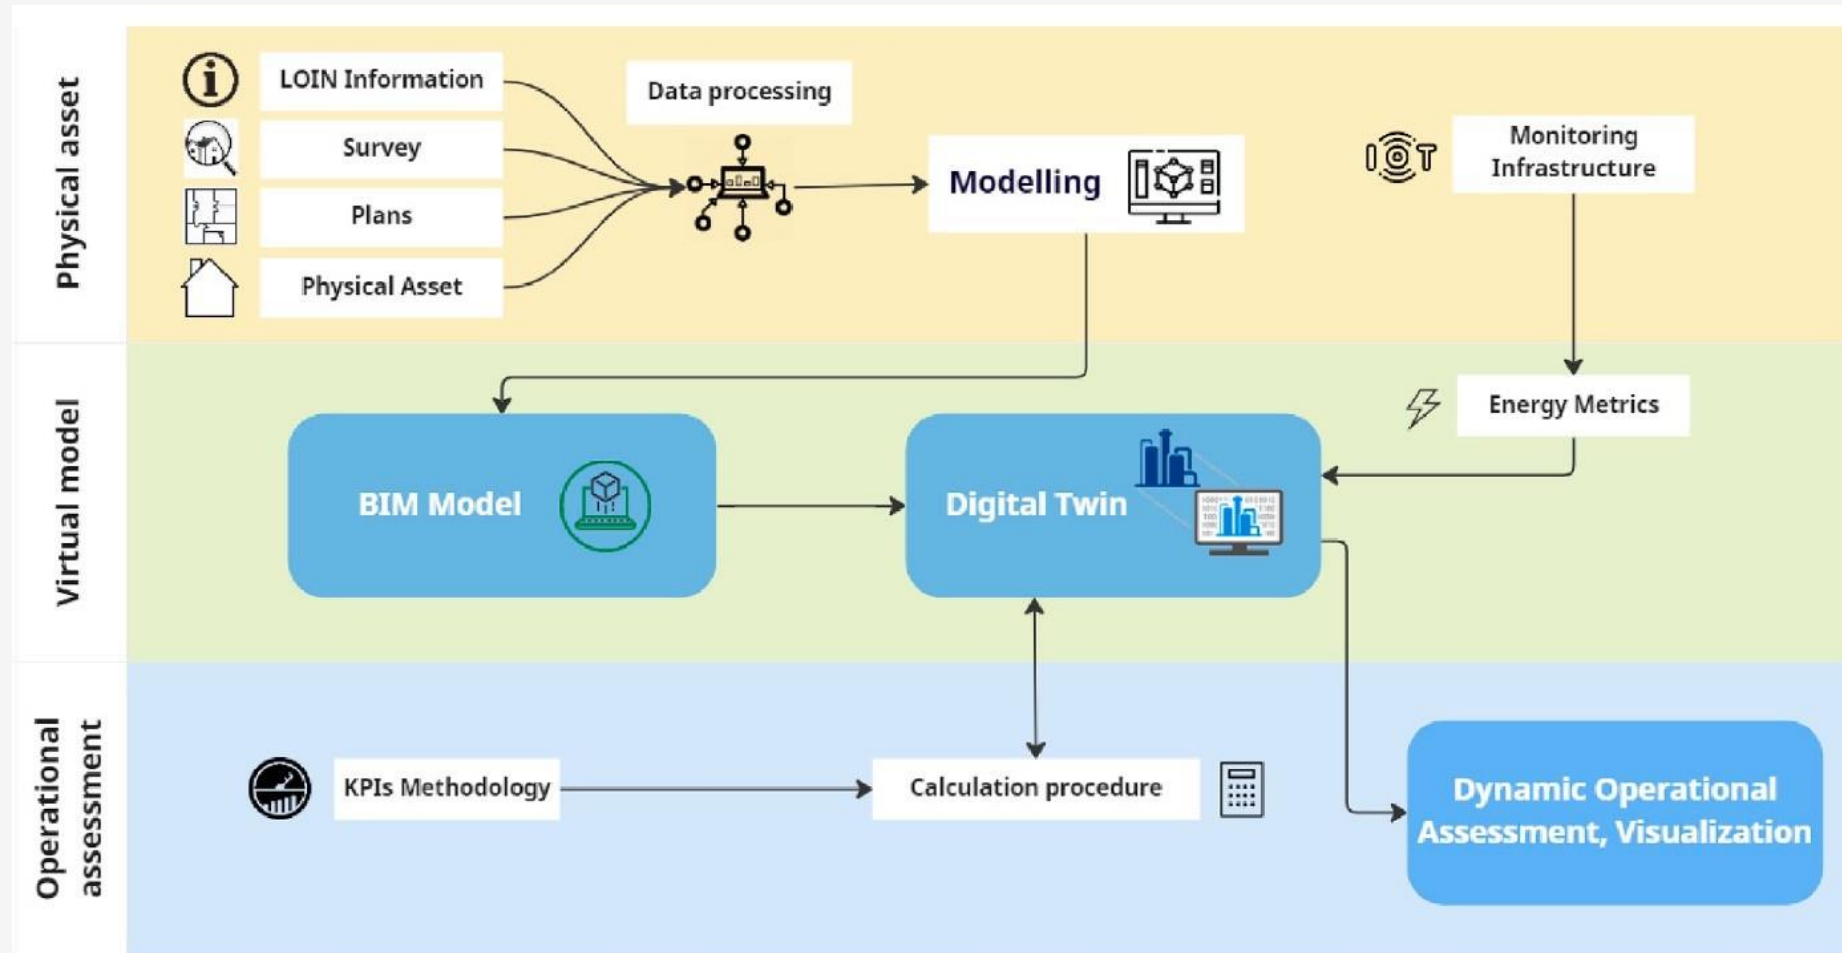 Physical asset
LOIN Information
Survey
Plans
Physical Asset
Data processing
Modelling
IOT
Monitoring
Infrastructure
Virtual model
BIM Model
Digital Twin
Energy Metrics
Operational
assessment
KPIs Methodology
Calculation procedure
Dynamic Operational
Assessment, Visualization